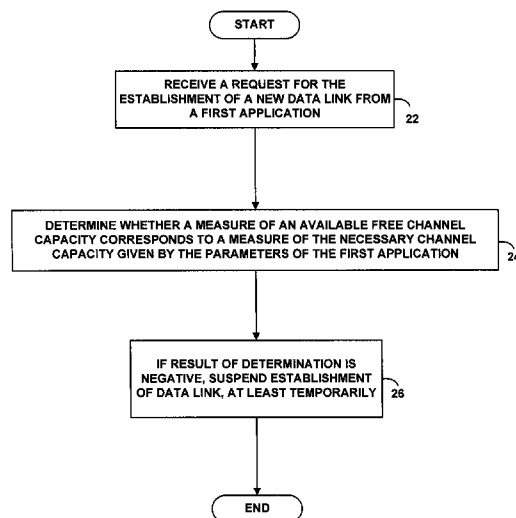 START
RECEIVE A REQUEST FOR THE
ESTABLISHMENT OF A NEW DATA LINK FROM
A FIRST APPLICATION
22
DETERMINE WHETHER A MEASURE OF AN AVAILABLE FREE CHANNEL
CAPACITY CORRESPONDS TO A MEASURE OF THE NECESSARY CHANNEL
CAPACITY GIVEN BY THE PARAMETERS OF THE FIRST APPLICATION
24
IF RESULT OF DETERMINATION IS
NEGATIVE, SUSPEND ESTABLISHMENT
OF DATA LINK, AT LEAST TEMPORARILY
26
END